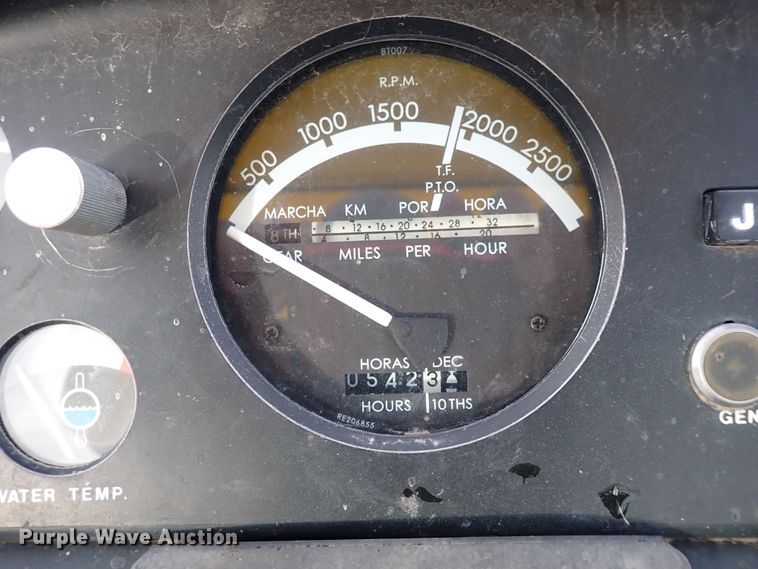 BT007
R.P.M.
500 1000 1500 2000 2500
T.F.
P.T.O.
MARCHA KM POR HORA
8TH 8 12 16 20 24 28 32
4 8 12 16 20
GEAR MILES PER HOUR
HORAS DEC
0542 3
HOURS 10THS
RE206855
J
GEN
WATER TEMP.
Purple Wave Auction